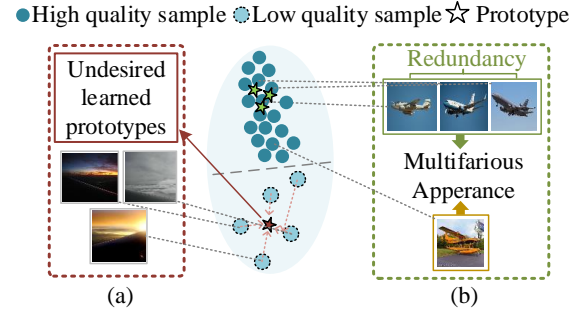 High quality sample Low quality sample Prototype
Undesired
learned
prototypes
Redundancy
Multifarious
Apperance
(a)
(b)